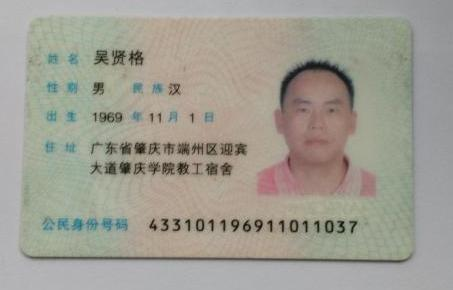 姓名 吴贤格
性别 男 民族 汉
出生 1969 年 11 月 1 日
住址 广东省肇庆市端州区迎宾
大道肇庆学院教工宿舍
公民身份号码 433101196911011037